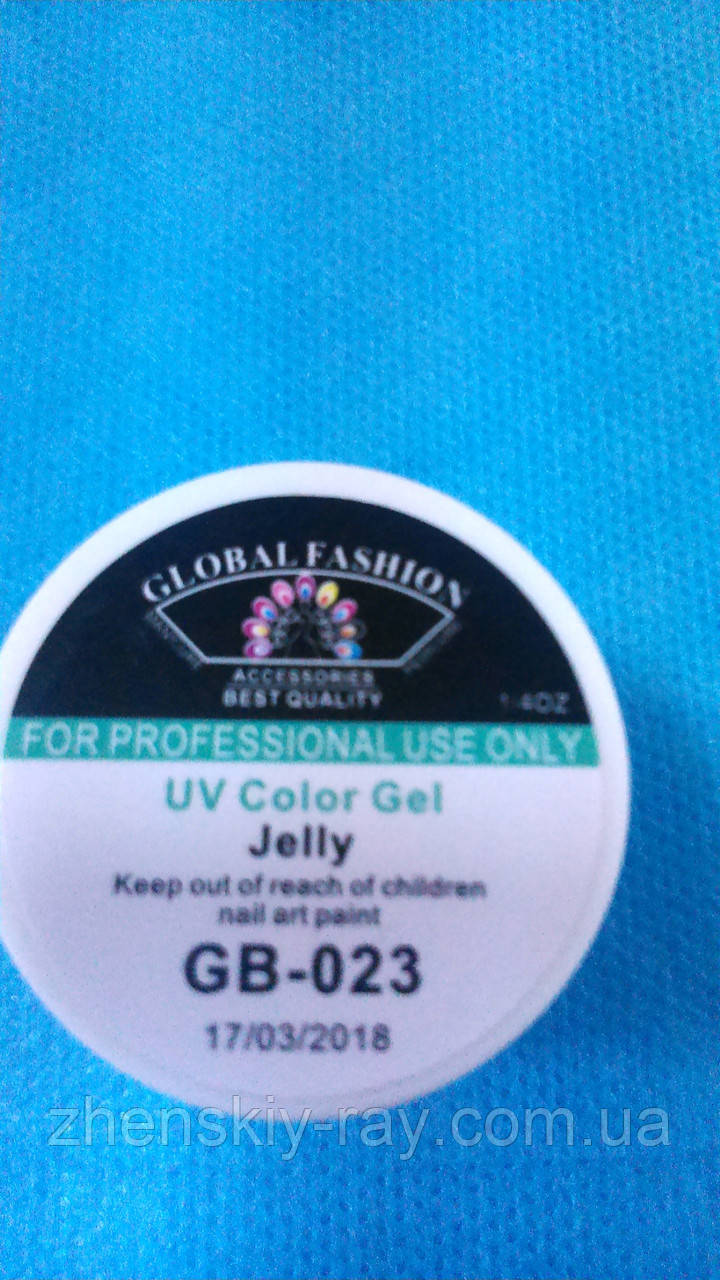 GLOBAL FASHION
ACCESSORIES
BEST QUALITY
1/4OZ
FOR PROFESSIONAL USE ONLY
UV Color Gel
Jelly
Keep out of reach of children
nail art paint
GB-023
17/03/2018
zhenskiy-ray.com.ua